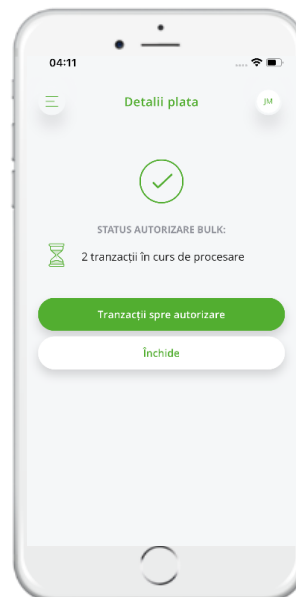 04:11
Detalii plata
JM
STATUS AUTORIZARE BULK:
2 tranzacții în curs de procesare
Tranzacții spre autorizare
Închide